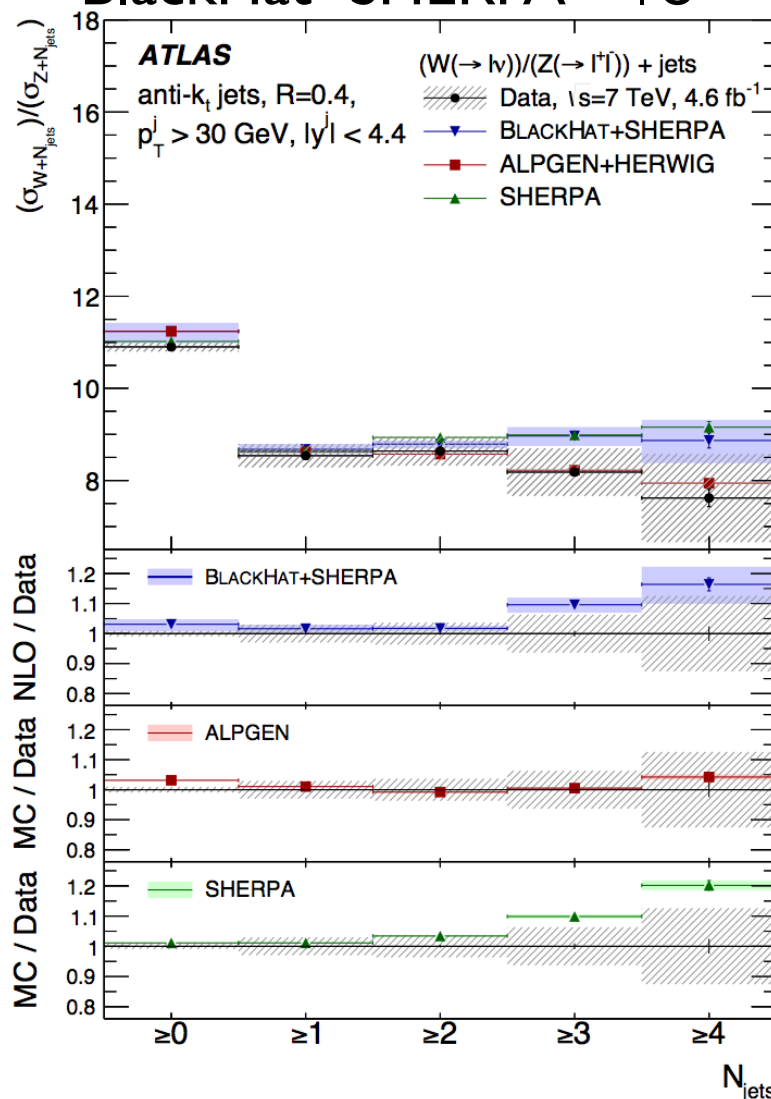 BlackHat+SHERPA
ATLAS
anti-k_t jets, R=0.4,
p_T^j > 30 GeV, |y^j| < 4.4
(W(→ lν))/(Z(→ l⁺l⁻)) + jets
Data, √s=7 TeV, 4.6 fb⁻¹
BLACKHAT+SHERPA
ALPGEN+HERWIG
SHERPA
(σ_{W+N_jets})/(σ_{Z+N_jets})
18
16
14
12
10
8
NLO / Data
BLACKHAT+SHERPA
1.2
1.1
1
0.9
0.8
MC / Data
ALPGEN
1.2
1.1
1
0.9
0.8
MC / Data
SHERPA
1.2
1.1
1
0.9
0.8
≥0 ≥1 ≥2 ≥3 ≥4
N_jets